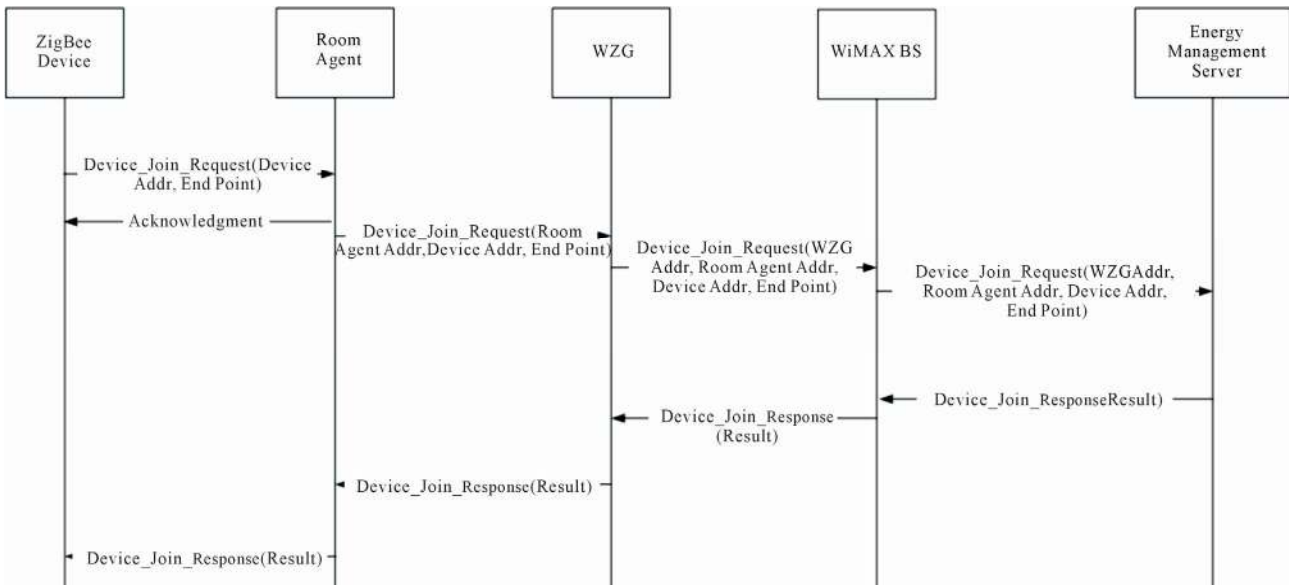 ZigBee
Device
Room
Agent
WZG
WiMAX BS
Energy
Management
Server
Device_Join_Request(Device
Addr, End Point)
Acknowledgment
Device_Join_Request(Room
Agent Addr,Device Addr, End Point)
Device_Join_Request(WZG
Addr, Room Agent Addr,
Device Addr, End Point)
Device_Join_Request(WZGAddr,
Room Agent Addr, Device Addr,
End Point)
Device_Join_ResponseResult)
Device_Join_Response
(Result)
Device_Join_Response(Result)
Device_Join_Response(Result)